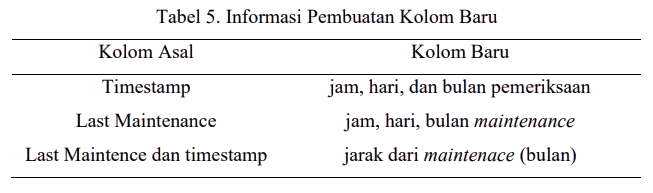 Tabel 5. Informasi Pembuatan Kolom Baru
Kolom Asal Kolom Baru
Timestamp jam, hari, dan bulan pemeriksaan
Last Maintenance jam, hari, bulan maintenance
Last Maintence dan timestamp jarak dari maintenace (bulan)